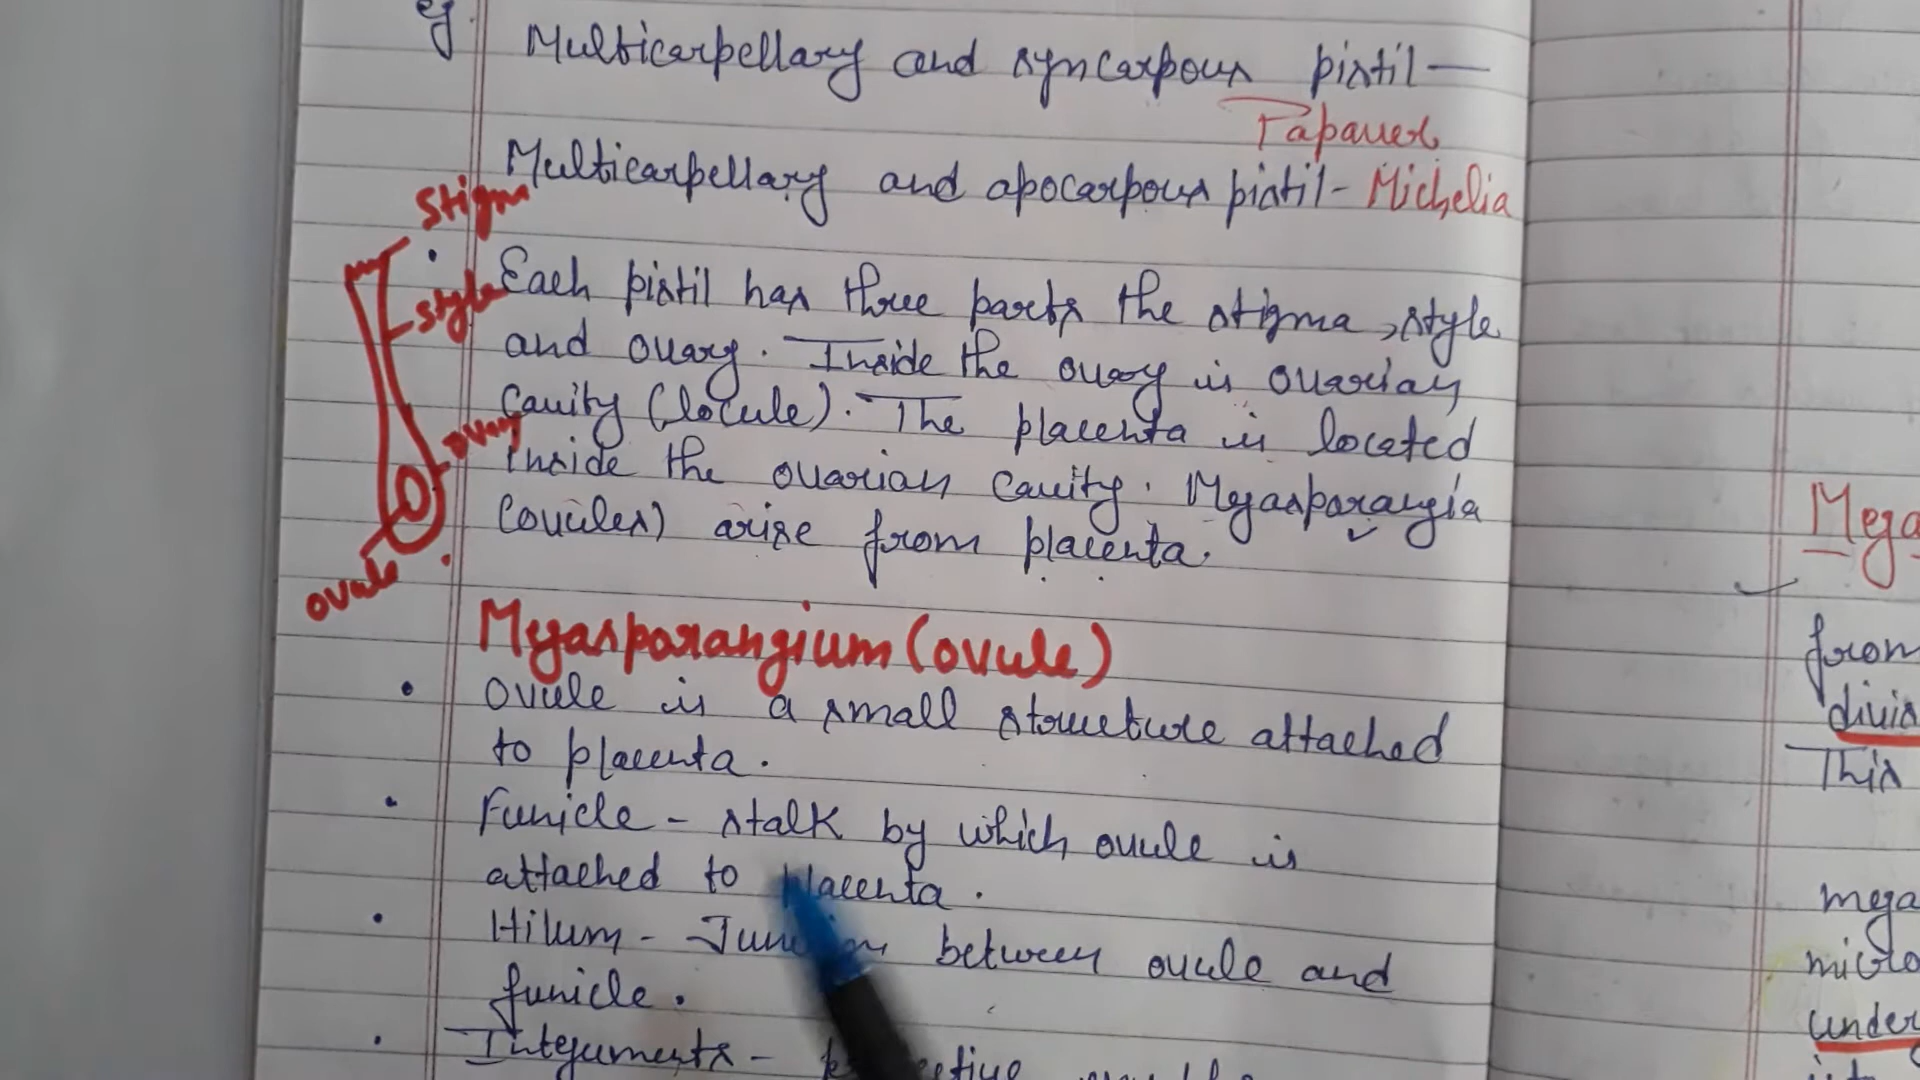 eg.
Multicarpellary and syncarpous pistil—
Papaver
Multicarpellary and apocarpous pistil- Michelia
Stigma
Style
ovary
ovule
Each pistil has three parts the stigma, style
and ovary. Inside the ovary is ovarian
Cavity (locule). The placenta is located
inside the ovarian cavity. Megasporangia
(ovules) arise from placenta.
Megasporangium (ovule)
• Ovule is a small structure attached
to placenta.
• Funicle - stalk by which ovule is
attached to placenta.
• Hilum - between ovule and
funicle.
• Integuments -
Mega
from
This
mega
micro
under